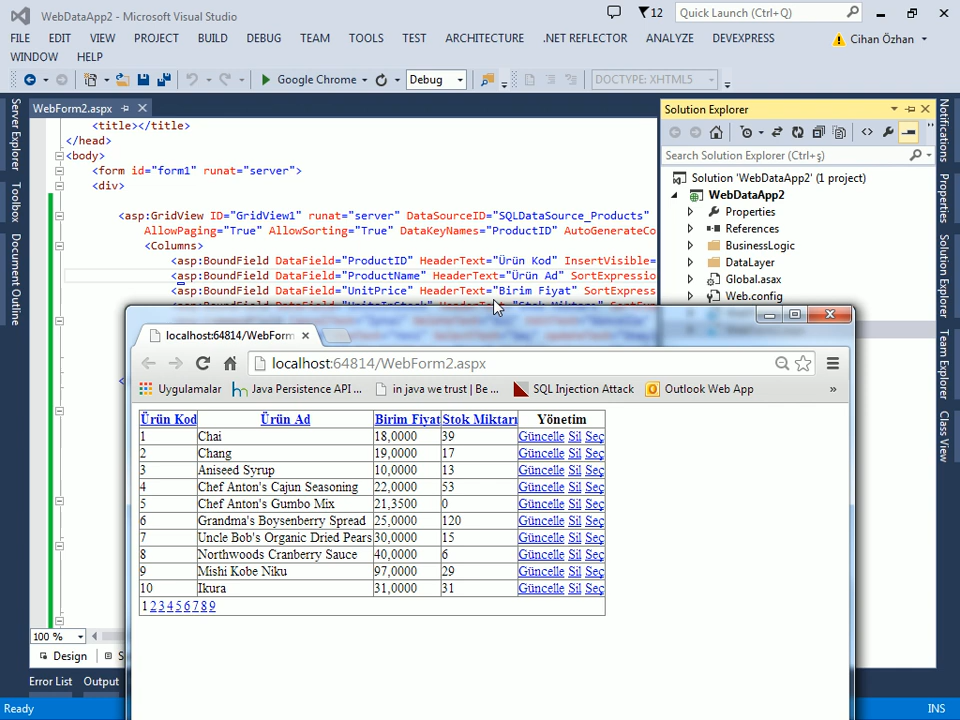 WebDataApp2 - Microsoft Visual Studio
12
Quick Launch (Ctrl+Q)
FILE EDIT VIEW PROJECT BUILD DEBUG TEAM TOOLS TEST ARCHITECTURE .NET REFLECTOR ANALYZE DEVEXPRESS
Cihan Özhan
WINDOW HELP
Google Chrome
Debug
DOCTYPE: XHTML5
Server Explorer
Toolbox
Document Outline
WebForm2.aspx
<title></title>
</head>
<body>
<form id="form1" runat="server">
<div>
<asp:GridView ID="GridView1" runat="server" DataSourceID="SQLDataSource_Products"
AllowPaging="True" AllowSorting="True" DataKeyNames="ProductID" AutoGenerateCo
<Columns>
<asp:BoundField DataField="ProductID" HeaderText="Ürün Kod" InsertVisible=
<asp:BoundField DataField="ProductName" HeaderText="Ürün Ad" SortExpressio
<asp:BoundField DataField="UnitPrice" HeaderText="Birim Fiyat" SortExpress
100 %
Design
Error List Output
Ready
INS
Solution Explorer
Search Solution Explorer (Ctrl+ş)
Solution 'WebDataApp2' (1 project)
WebDataApp2
Properties
References
BusinessLogic
DataLayer
Global.asax
Web.config
Notifications
Properties
Solution Explorer
Team Explorer
Class View
localhost:64814/WebForm
localhost:64814/WebForm2.aspx
Uygulamalar
Java Persistence API ...
in java we trust | Be ...
SQL Injection Attack
Outlook Web App
»
Ürün Kod Ürün Ad Birim Fiyat Stok Miktarı Yönetim
1 Chai 18,0000 39 Güncelle Sil Seç
2 Chang 19,0000 17 Güncelle Sil Seç
3 Aniseed Syrup 10,0000 13 Güncelle Sil Seç
4 Chef Anton's Cajun Seasoning 22,0000 53 Güncelle Sil Seç
5 Chef Anton's Gumbo Mix 21,3500 0 Güncelle Sil Seç
6 Grandma's Boysenberry Spread 25,0000 120 Güncelle Sil Seç
7 Uncle Bob's Organic Dried Pears 30,0000 15 Güncelle Sil Seç
8 Northwoods Cranberry Sauce 40,0000 6 Güncelle Sil Seç
9 Mishi Kobe Niku 97,0000 29 Güncelle Sil Seç
10 Ikura 31,0000 31 Güncelle Sil Seç
1 2 3 4 5 6 7 8 9